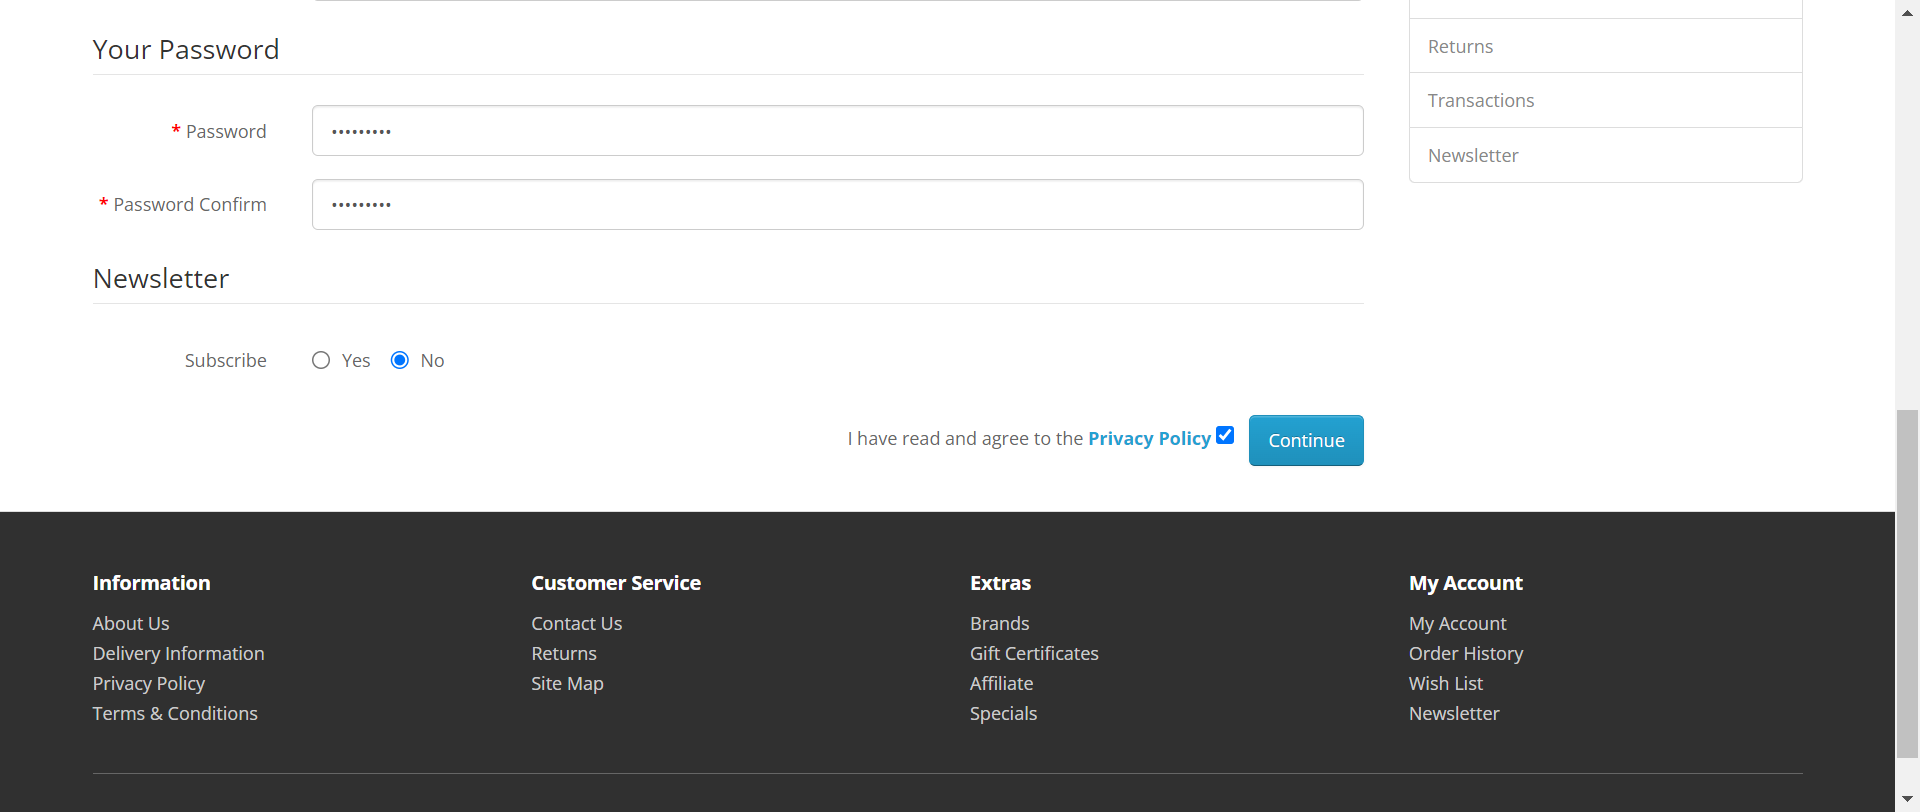 Your Password
Returns
Transactions
* Password •••••••••
Newsletter
* Password Confirm •••••••••
Newsletter
Subscribe Yes No
I have read and agree to the Privacy Policy Continue
Information Customer Service Extras My Account
About Us Contact Us Brands My Account
Delivery Information Returns Gift Certificates Order History
Privacy Policy Site Map Affiliate Wish List
Terms & Conditions Specials Newsletter